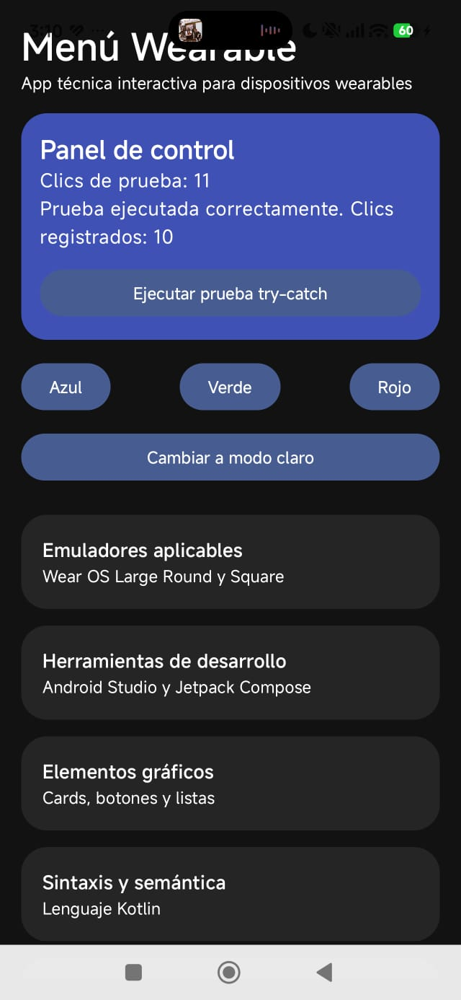 3:10
60
Menú Wearable
App técnica interactiva para dispositivos wearables
Panel de control
Clics de prueba: 11
Prueba ejecutada correctamente. Clics
registrados: 10
Ejecutar prueba try-catch
Azul
Verde
Rojo
Cambiar a modo claro
Emuladores aplicables
Wear OS Large Round y Square
Herramientas de desarrollo
Android Studio y Jetpack Compose
Elementos gráficos
Cards, botones y listas
Sintaxis y semántica
Lenguaje Kotlin